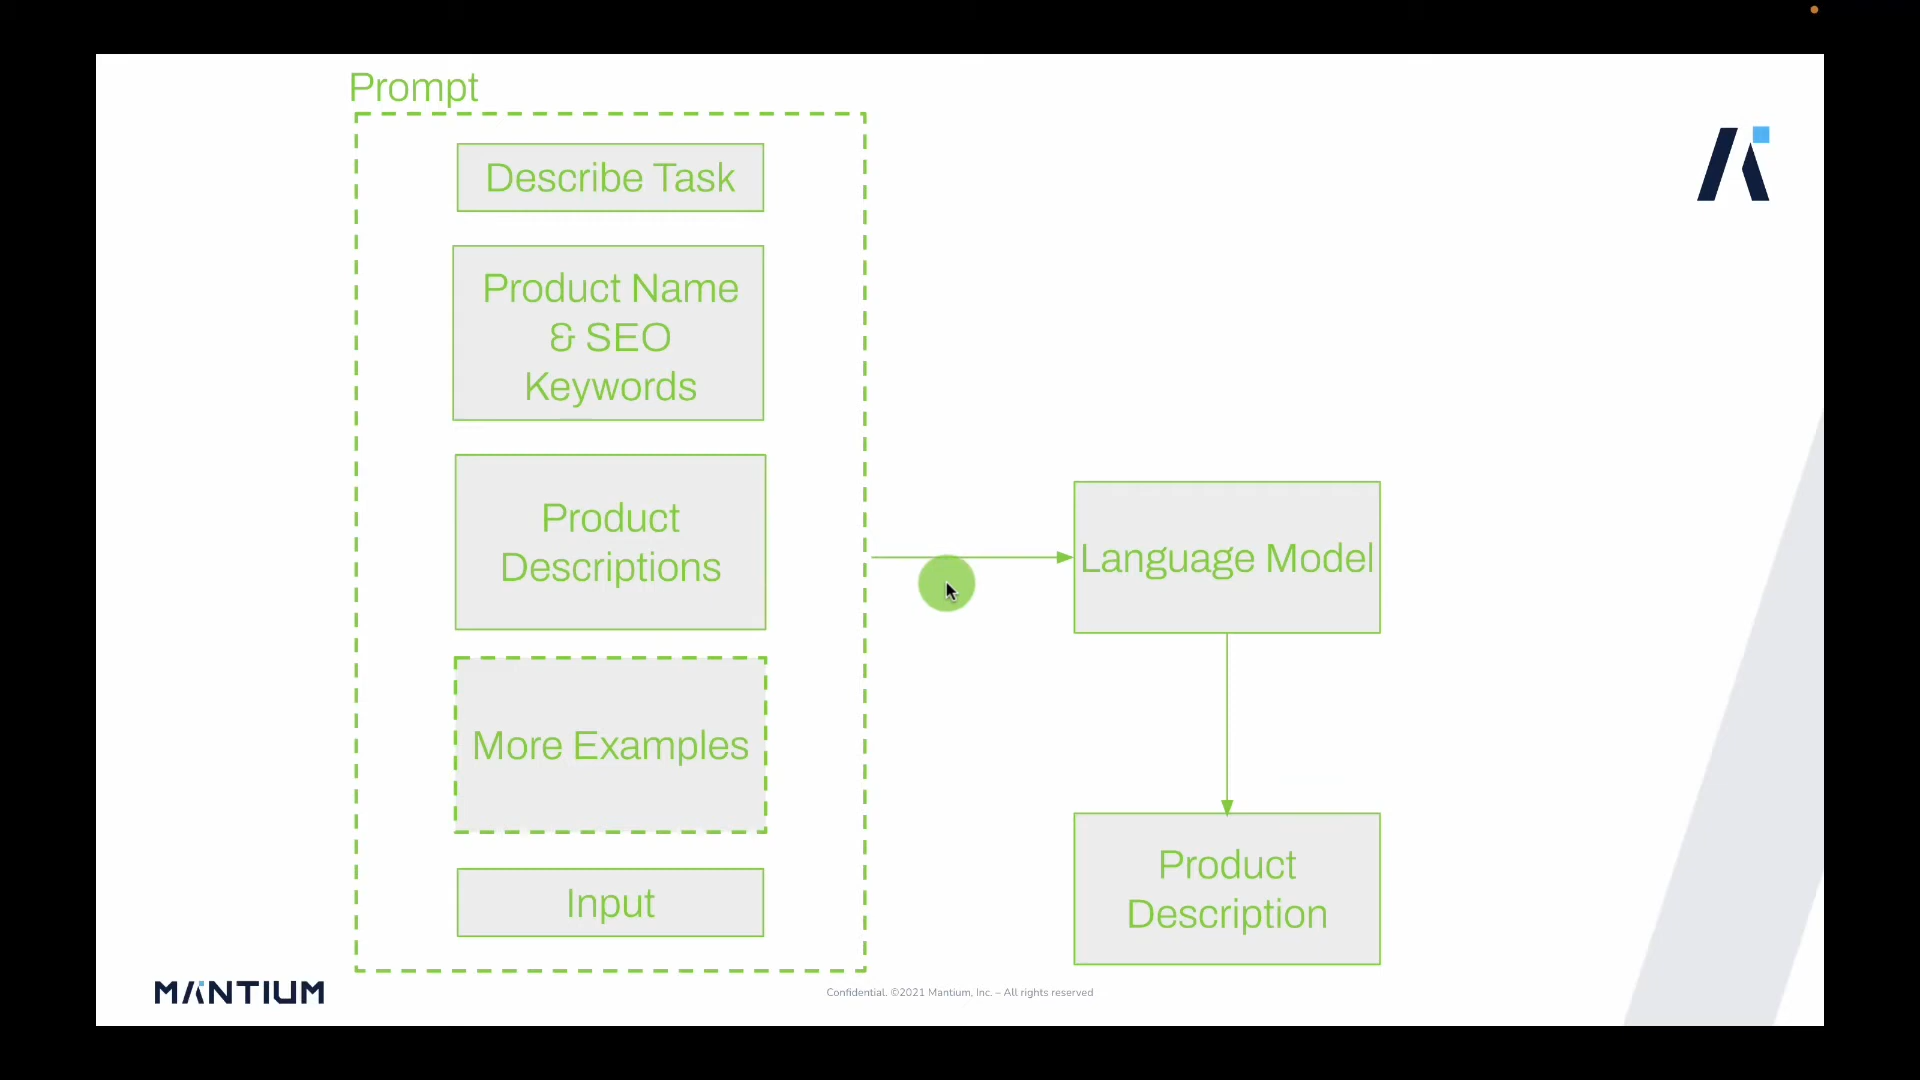 Prompt
Describe Task
Product Name
& SEO
Keywords
Product
Descriptions
More Examples
Input
Language Model
Product
Description
MANTIUM
Confidential. ©2021 Mantium, Inc. – All rights reserved